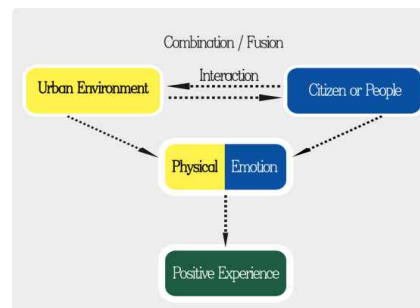 Combination / Fusion
Interaction
Urban Environment
Citizen or People
Physical
Emotion
Positive Experience